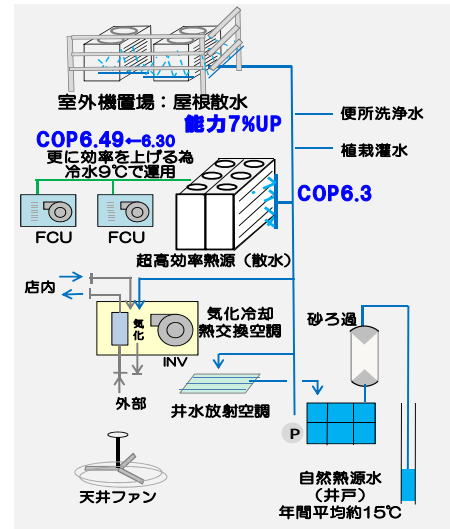 室外機置場：屋根散水
能力7%UP
便所洗浄水
COP6.49←6.30
更に効率を上げる為
冷水9℃で運用
植栽灌水
COP6.3
FCU
FCU
超高効率熱源（散水）
店内
気化
気化冷却
熱交換空調
INV
砂ろ過
外部
井水放射空調
P
天井ファン
自然熱源水
（井戸）
年間平均約15℃